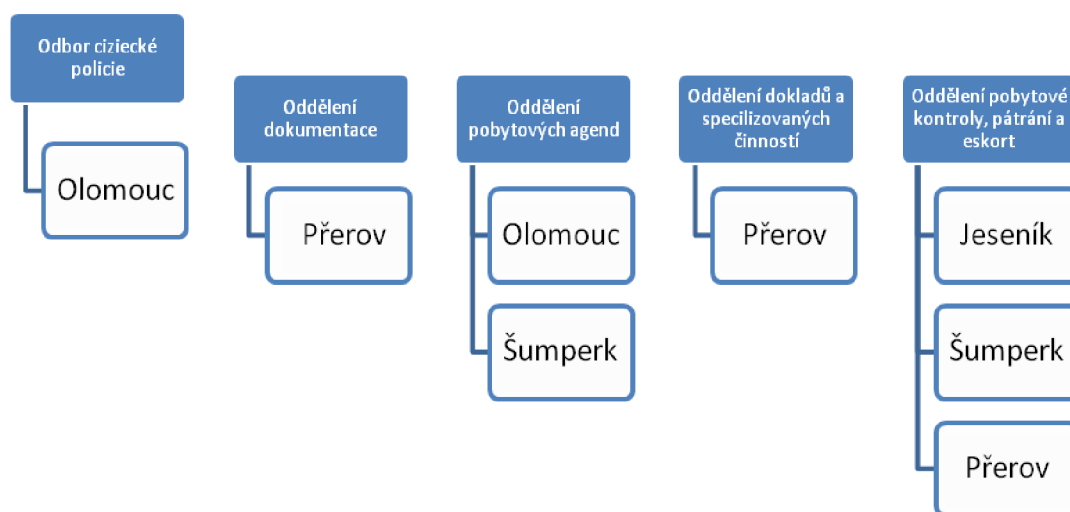 Odbor ciziecké
policie
Olomouc
Oddělení
dokumentace
Přerov
Oddělení
pobytových agend
Olomouc
Šumperk
Oddělení dokladů a
specilizovaných
činností
Přerov
Oddělení pobytové
kontroly, pátrání a
eskort
Jeseník
Šumperk
Přerov